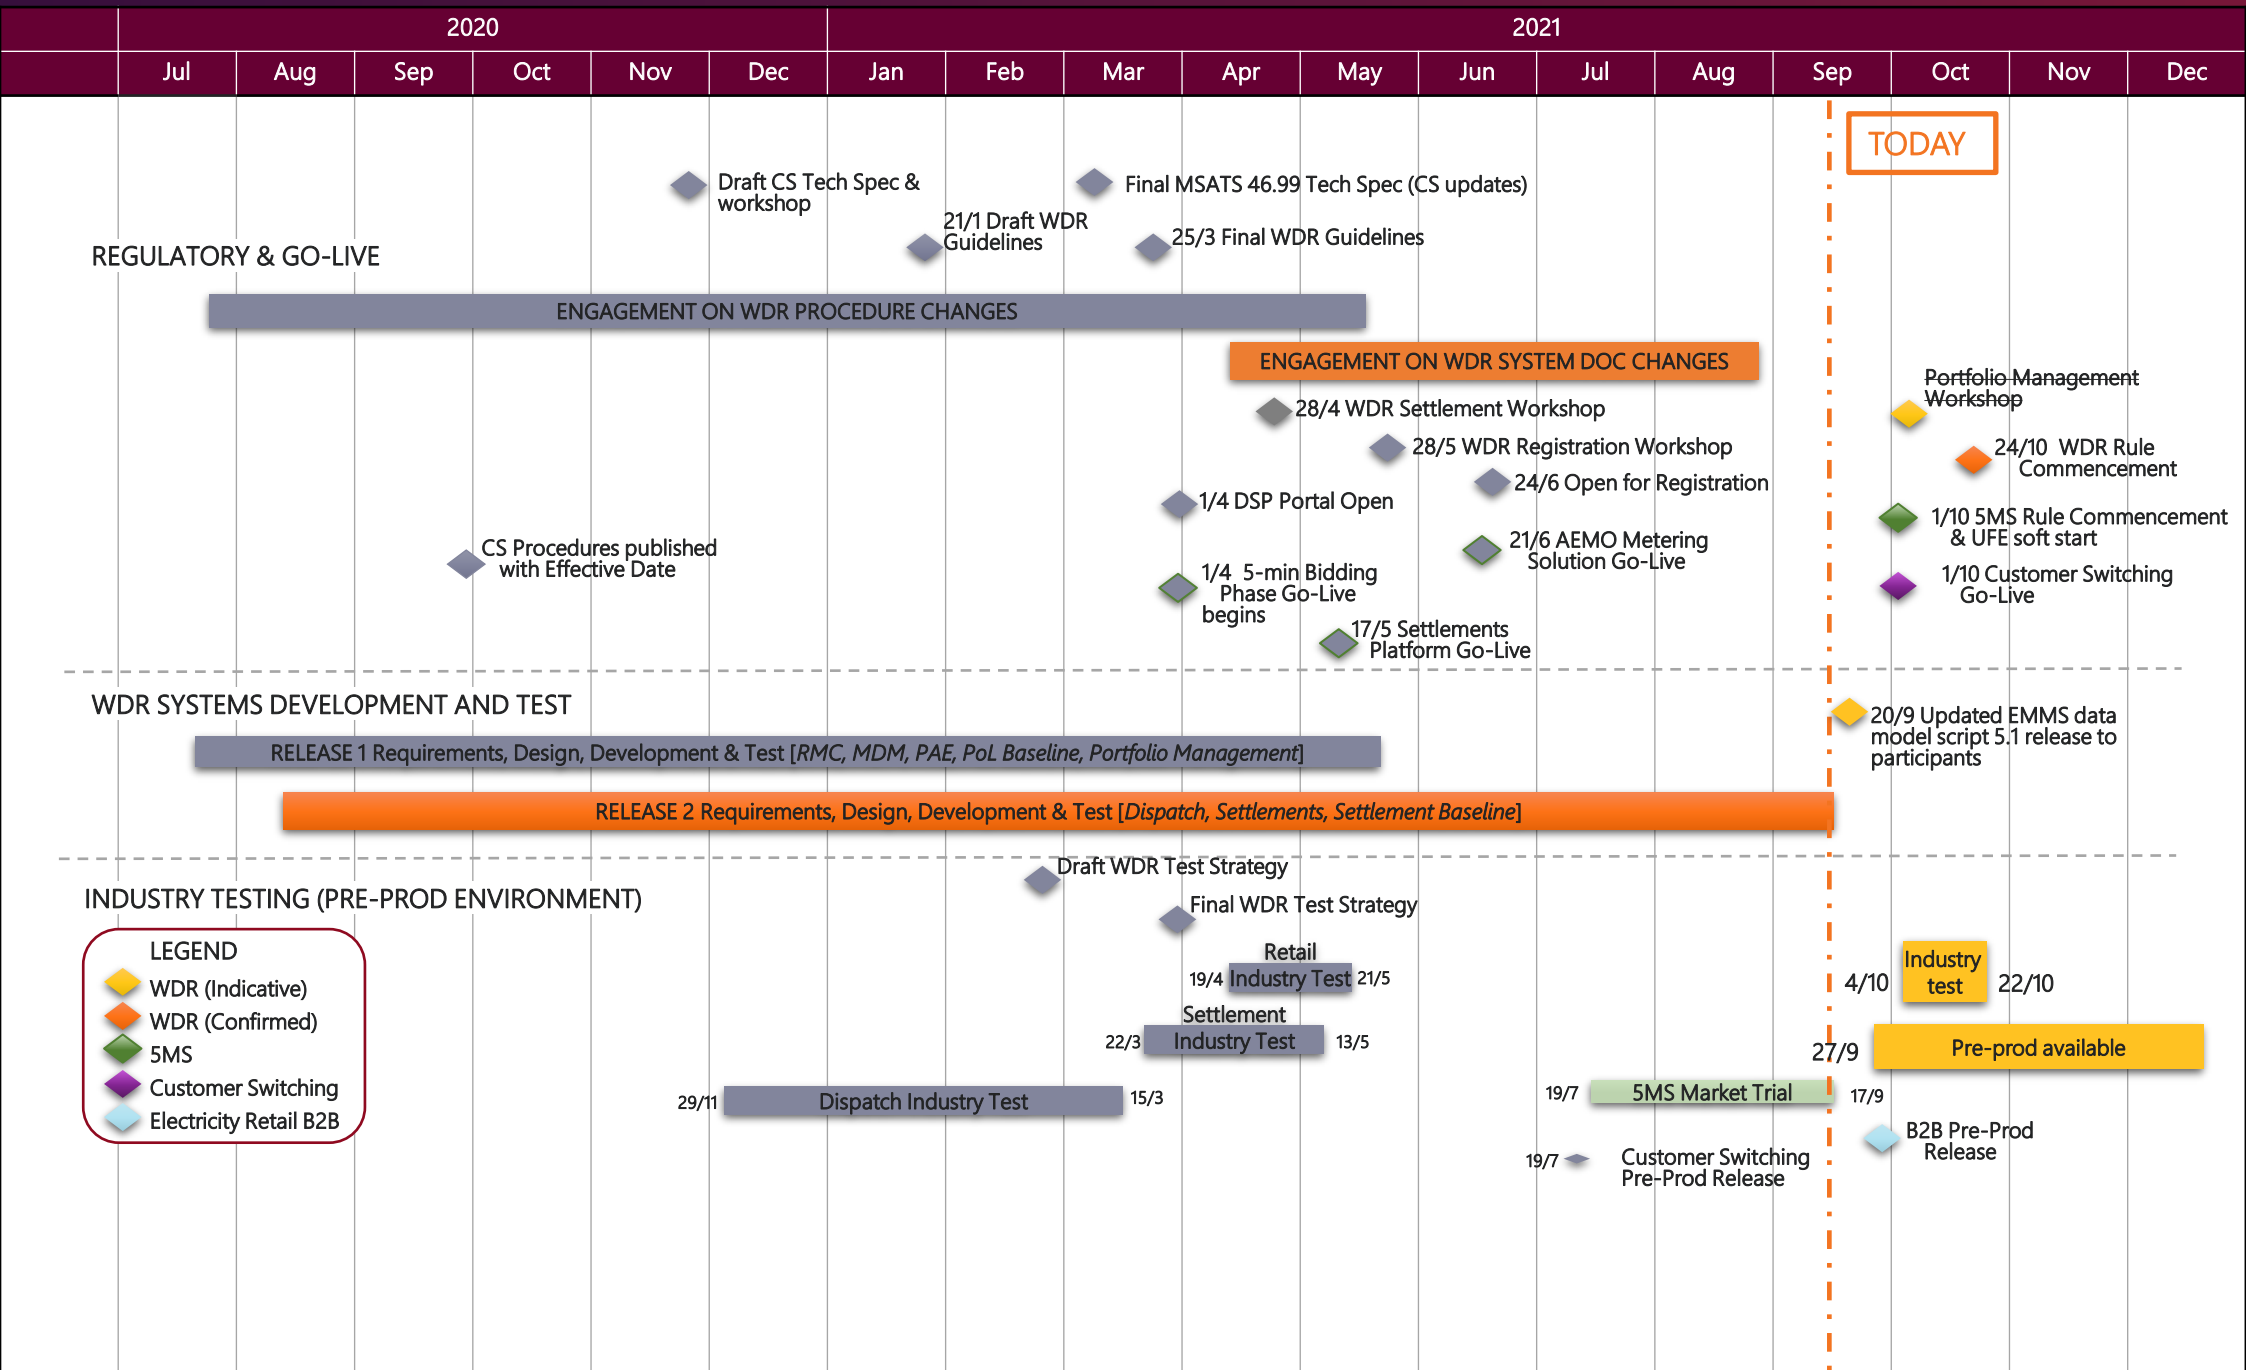 2020
2021
Jul
Aug
Sep
Oct
Nov
Dec
Jan
Feb
Mar
Apr
May
Jun
Jul
Aug
Sep
Oct
Nov
Dec
TODAY
Draft CS Tech Spec &
workshop
Final MSATS 46.99 Tech Spec (CS updates)
21/1 Draft WDR
Guidelines
25/3 Final WDR Guidelines
REGULATORY & GO-LIVE
ENGAGEMENT ON WDR PROCEDURE CHANGES
ENGAGEMENT ON WDR SYSTEM DOC CHANGES
Portfolio Management
Workshop
28/4 WDR Settlement Workshop
28/5 WDR Registration Workshop
24/10 WDR Rule
Commencement
24/6 Open for Registration
1/4 DSP Portal Open
1/10 5MS Rule Commencement
& UFE soft start
CS Procedures published
with Effective Date
21/6 AEMO Metering
Solution Go-Live
1/4 5-min Bidding
Phase Go-Live
begins
1/10 Customer Switching
Go-Live
17/5 Settlements
Platform Go-Live
WDR SYSTEMS DEVELOPMENT AND TEST
20/9 Updated EMMS data
model script 5.1 release to
participants
RELEASE 1 Requirements, Design, Development & Test [RMC, MDM, PAE, PoL Baseline, Portfolio Management]
RELEASE 2 Requirements, Design, Development & Test [Dispatch, Settlements, Settlement Baseline]
Draft WDR Test Strategy
INDUSTRY TESTING (PRE-PROD ENVIRONMENT)
Final WDR Test Strategy
Retail
19/4 Industry Test 21/5
Settlement
22/3 Industry Test 13/5
4/10
Industry
test
22/10
27/9 Pre-prod available
29/11 Dispatch Industry Test 15/3
19/7 5MS Market Trial 17/9
B2B Pre-Prod
Release
19/7
Customer Switching
Pre-Prod Release
LEGEND
WDR (Indicative)
WDR (Confirmed)
5MS
Customer Switching
Electricity Retail B2B